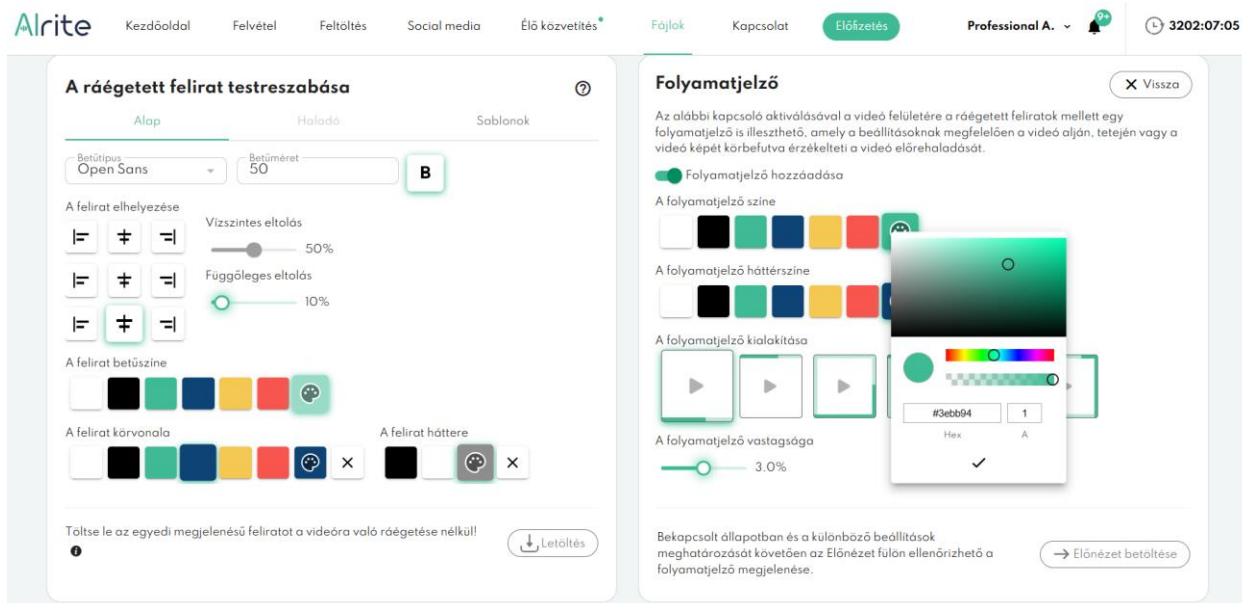 Alrite
Kezdőoldal
Felvétel
Feltöltés
Social media
Élő közvetítés
Fájlok
Kapcsolat
Előfizetés
Professional A.
9+
3202:07:05
A ráégetett felirat testreszabása
Alap
Haladó
Sablonok
Betűtípus
Open Sans
Betűméret
50
B
A felirat elhelyezése
Vízszintes eltolás
50%
Függőleges eltolás
10%
A felirat betűszíne
A felirat körvonala
A felirat háttere
Töltse le az egyedi megjelenésű feliratot a videóra való ráégetése nélkül!
Letöltés
Folyamatjelző
Vissza
Az alábbi kapcsoló aktiválásával a videó felületére a ráégetett feliratok mellett egy
folyamatjelző is illeszthető, amely a beállításoknak megfelelően a videó alján, tetején vagy a
videó képét körbefutva érzékelteti a videó előrehaladását.
Folyamatjelző hozzáadása
A folyamatjelző színe
A folyamatjelző háttérszíne
A folyamatjelző kialakítása
#3ebb94
1
Hex
A
A folyamatjelző vastagsága
3.0%
Bekapcsolt állapotban és a különböző beállítások
meghatározását követően az Előnézet fülön ellenőrizhető a
folyamatjelző megjelenése.
Előnézet betöltése